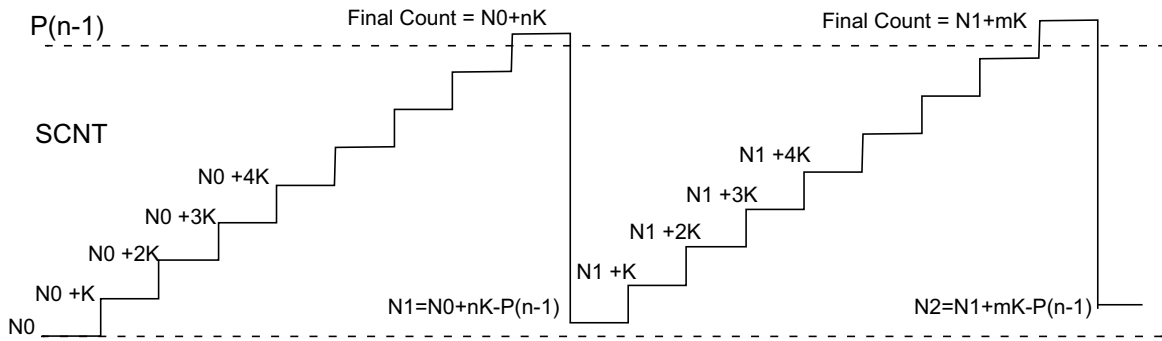 P(n-1)
Final Count = N0+nK
Final Count = N1+mK
SCNT
N0 +4K
N1 +4K
N0 +3K
N1 +3K
N0 +2K
N1 +2K
N0 +K
N1 +K
N0
N1=N0+nK-P(n-1)
N2=N1+mK-P(n-1)